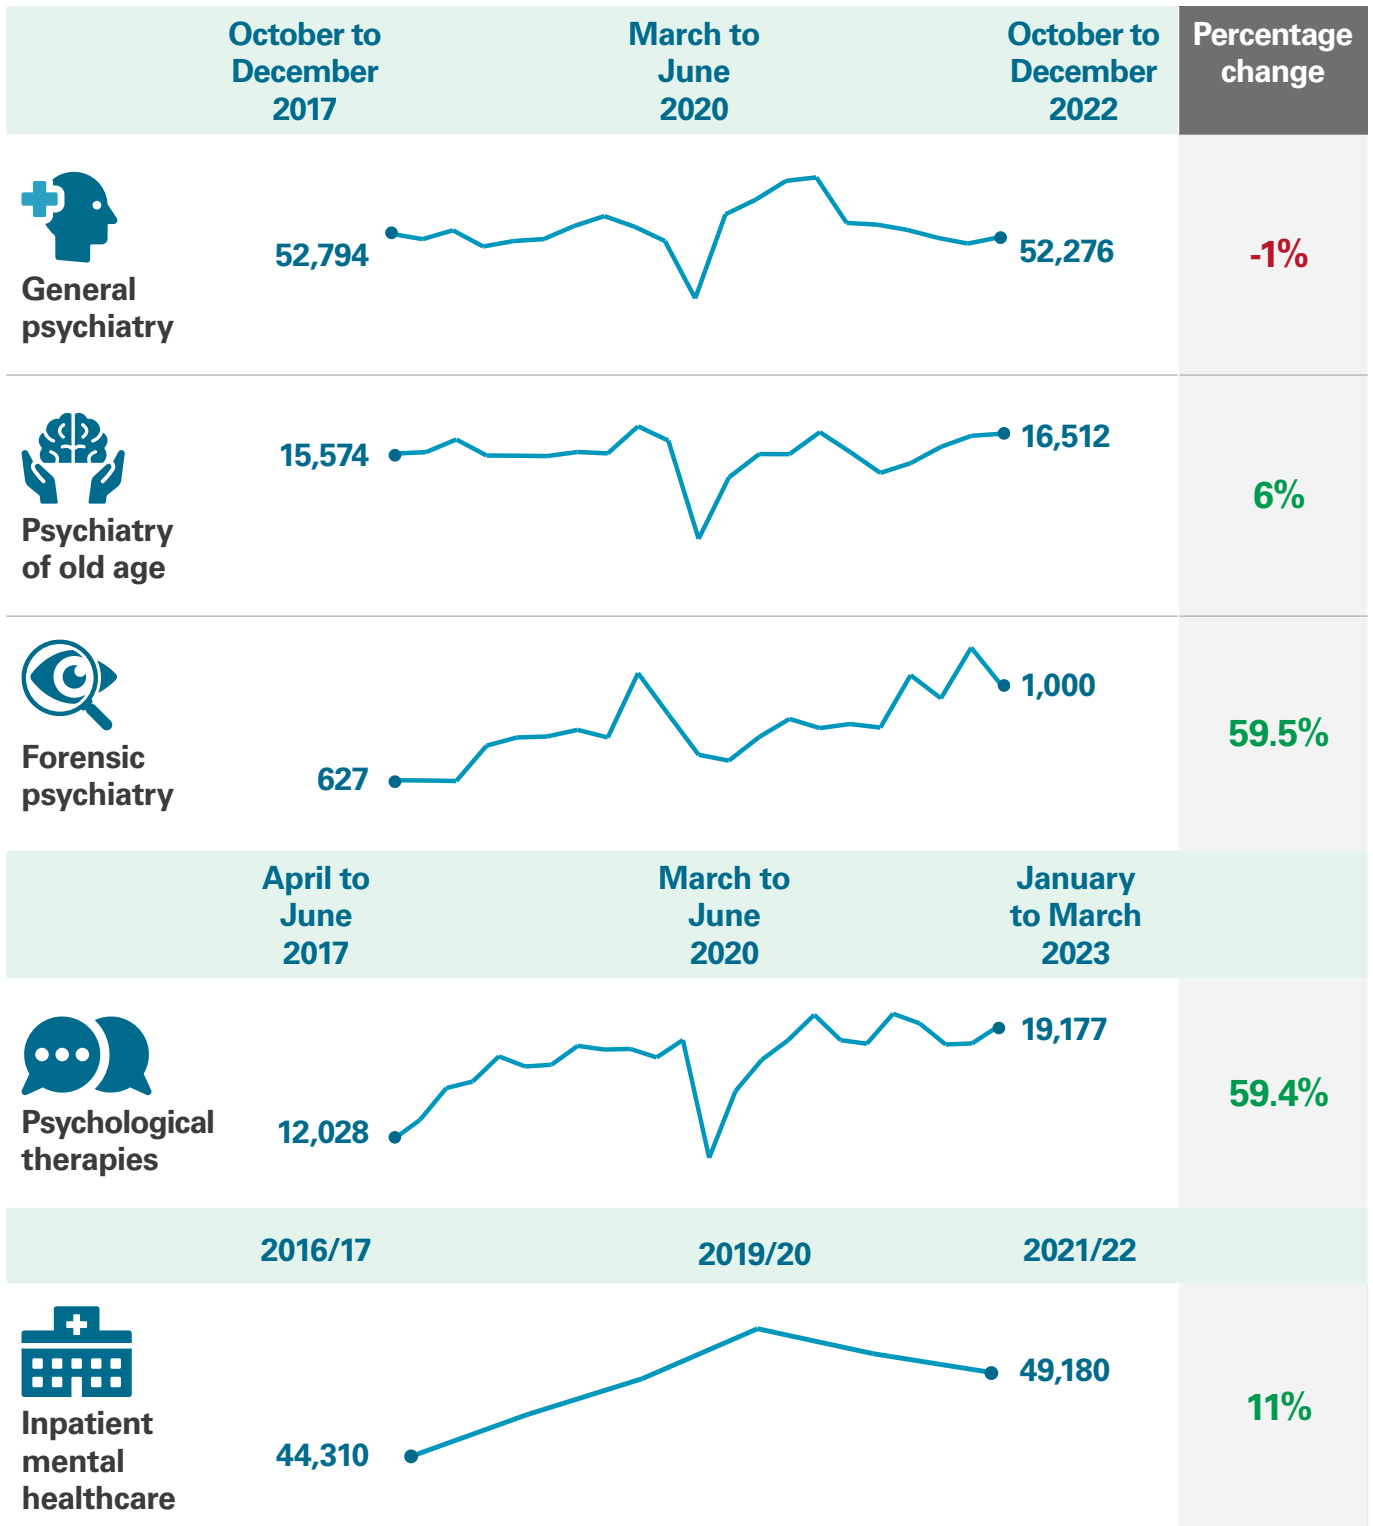 October to
December
2017
March to
June
2020
October to
December
2022
Percentage
change
General
psychiatry
52,794
52,276
-1%
Psychiatry
of old age
15,574
16,512
6%
Forensic
psychiatry
627
1,000
59.5%
April to
June
2017
March to
June
2020
January
to March
2023
Psychological
therapies
12,028
19,177
59.4%
2016/17
2019/20
2021/22
Inpatient
mental
healthcare
44,310
49,180
11%